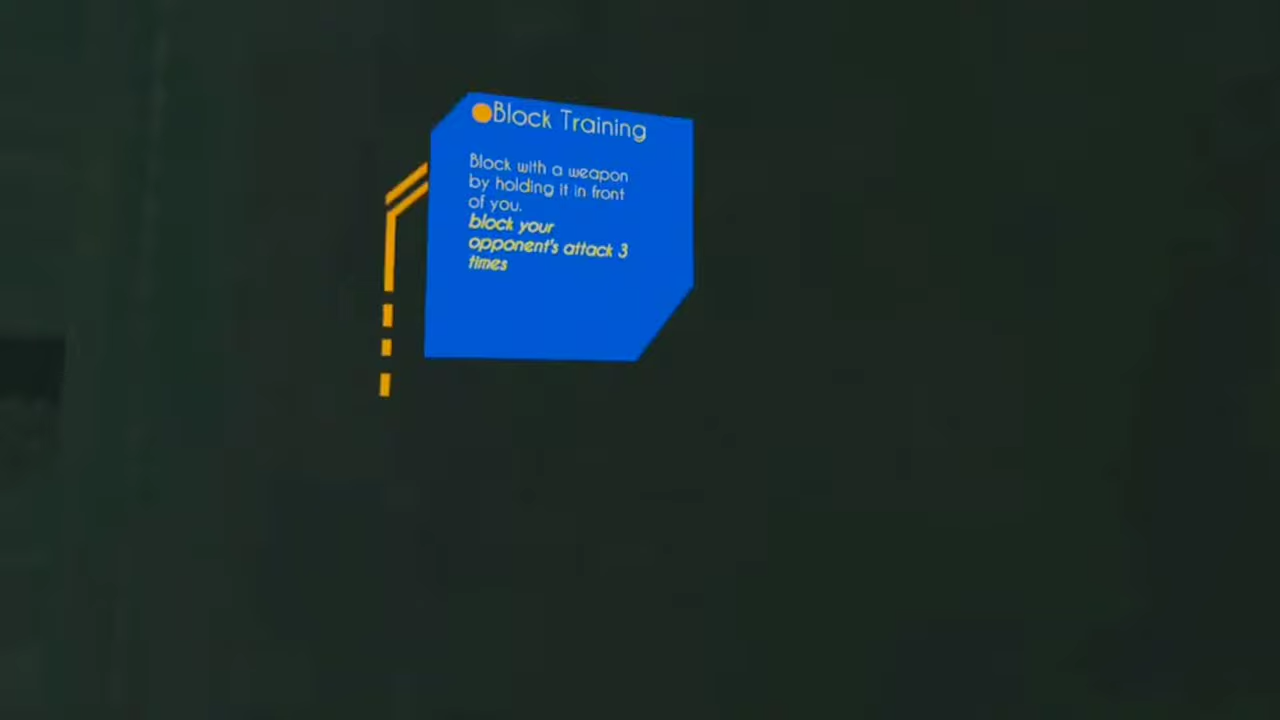 Block Training
Block with a weapon
by holding it in front
of you.
block your
opponent's attack 3
times